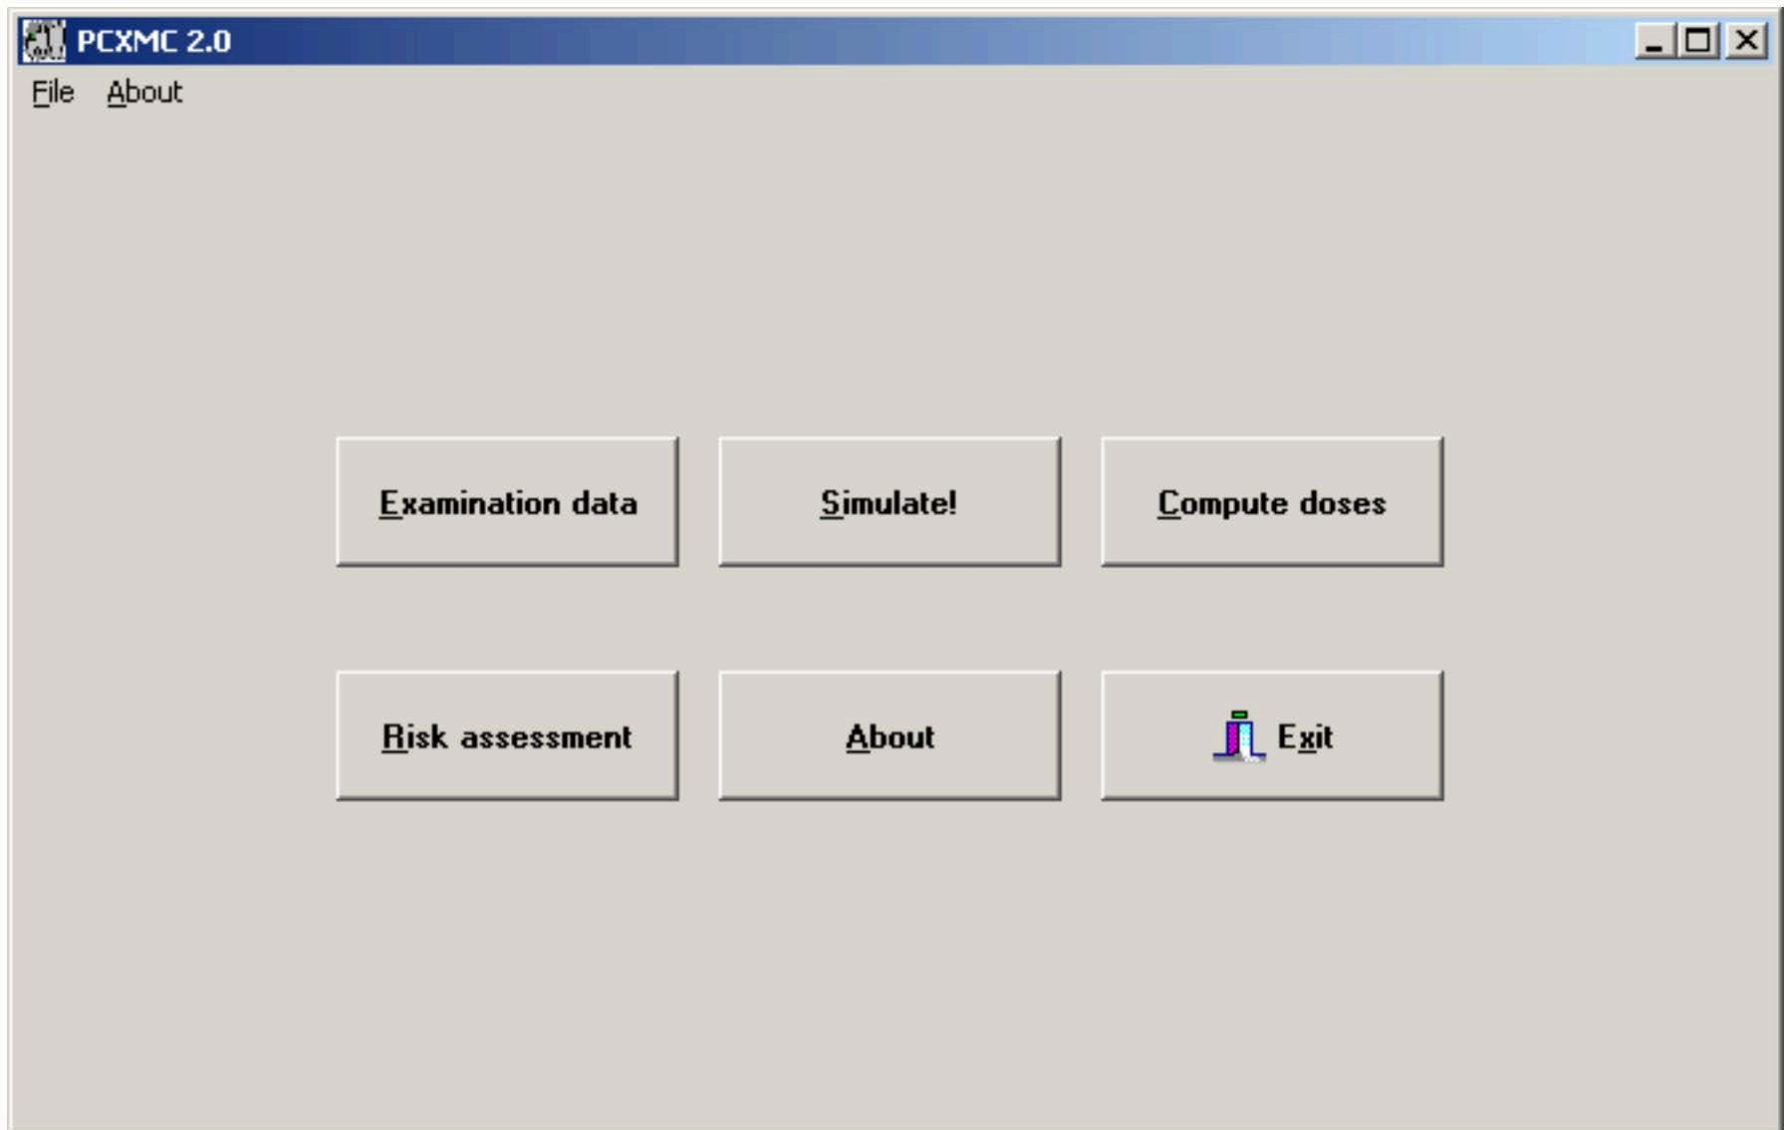 PCXMC 2.0
File About
Examination data Simulate! Compute doses
Risk assessment About Exit